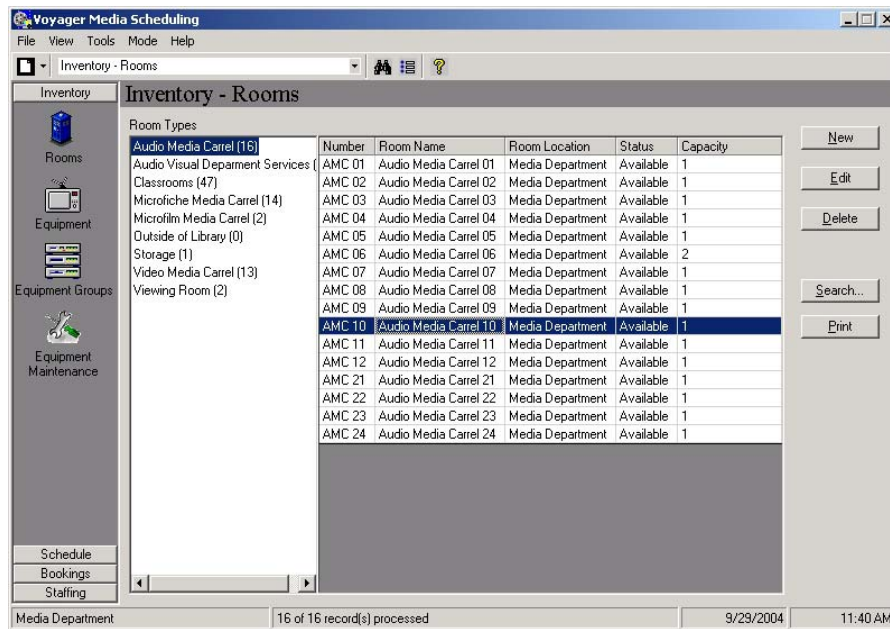 Voyager Media Scheduling
File View Tools Mode Help
Inventory - Rooms
Inventory
Inventory - Rooms
Rooms
Equipment
Equipment Groups
Equipment
Maintenance
Schedule
Bookings
Staffing
Room Types
Audio Media Carrel (16)
Audio Visual Deparment Services (
Classrooms (47)
Microfiche Media Carrel (14)
Microfilm Media Carrel (2)
Outside of Library (0)
Storage (1)
Video Media Carrel (13)
Viewing Room (2)
Number Room Name Room Location Status Capacity
AMC 01 Audio Media Carrel 01 Media Department Available 1
AMC 02 Audio Media Carrel 02 Media Department Available 1
AMC 03 Audio Media Carrel 03 Media Department Available 1
AMC 04 Audio Media Carrel 04 Media Department Available 1
AMC 05 Audio Media Carrel 05 Media Department Available 1
AMC 06 Audio Media Carrel 06 Media Department Available 2
AMC 07 Audio Media Carrel 07 Media Department Available 1
AMC 08 Audio Media Carrel 08 Media Department Available 1
AMC 09 Audio Media Carrel 09 Media Department Available 1
AMC 10 Audio Media Carrel 10 Media Department Available 1
AMC 11 Audio Media Carrel 11 Media Department Available 1
AMC 12 Audio Media Carrel 12 Media Department Available 1
AMC 21 Audio Media Carrel 21 Media Department Available 1
AMC 22 Audio Media Carrel 22 Media Department Available 1
AMC 23 Audio Media Carrel 23 Media Department Available 1
AMC 24 Audio Media Carrel 24 Media Department Available 1
New
Edit
Delete
Search...
Print
Media Department 16 of 16 record(s) processed 9/29/2004 11:40 AM